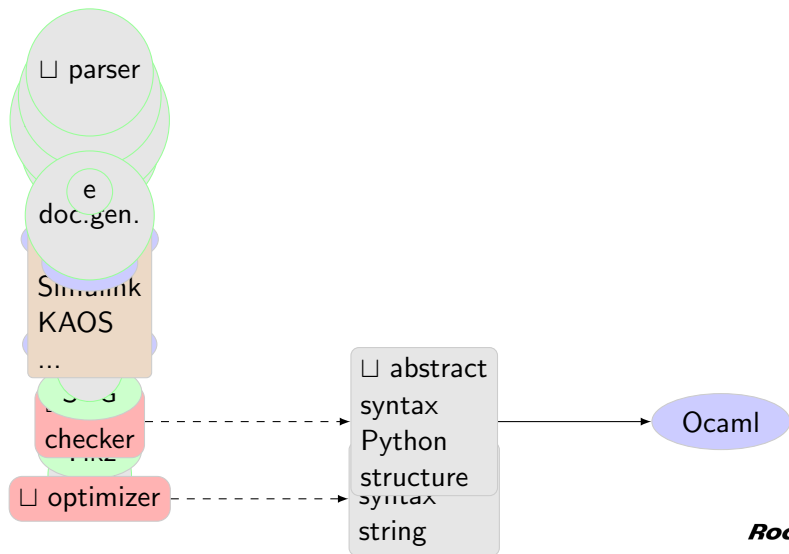 ⊔ parser
e
doc.gen.
Simulink
KAOS
...
checker
⊔ optimizer
⊔ abstract
syntax
Python
structure
syntax
string
Ocaml